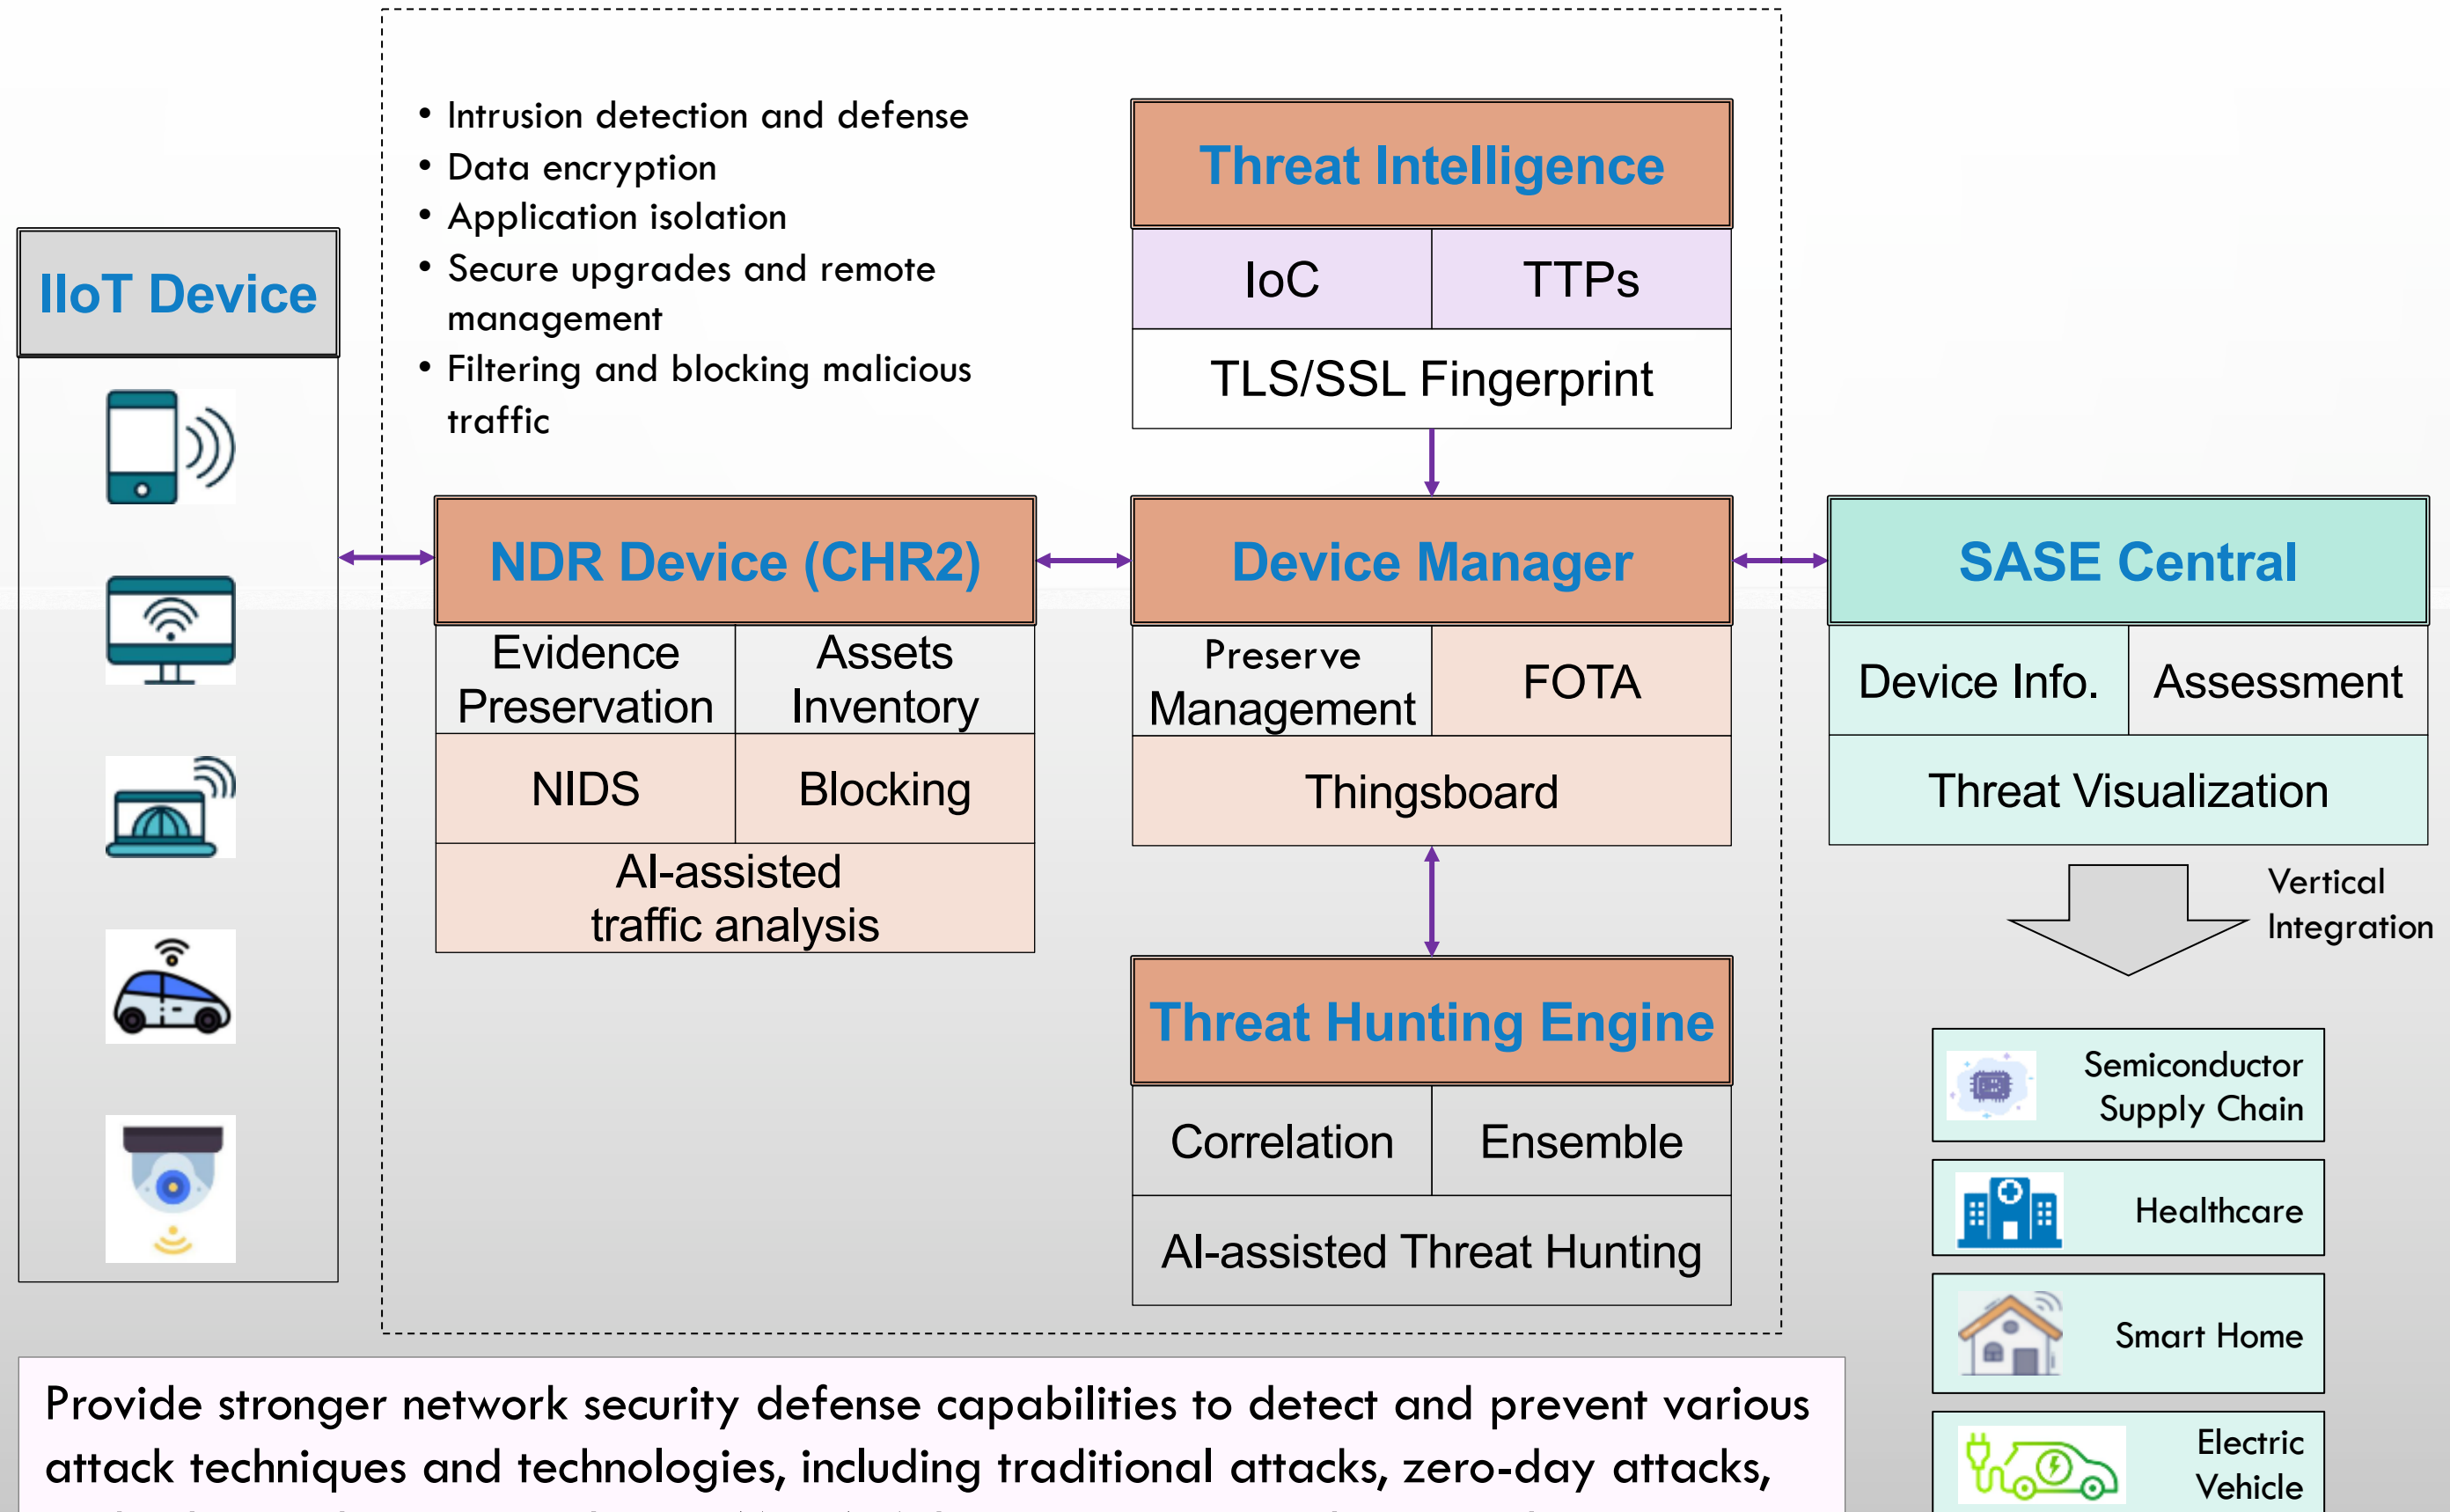 • Intrusion detection and defense
• Data encryption
• Application isolation
• Secure upgrades and remote
management
• Filtering and blocking malicious
traffic
Threat Intelligence
IoC
TTPs
TLS/SSL Fingerprint
IIoT Device
NDR Device (CHR2)
Evidence
Preservation
Assets
Inventory
NIDS
Blocking
AI-assisted
traffic analysis
Device Manager
Preserve
Management
FOTA
Thingsboard
SASE Central
Device Info.
Assessment
Threat Visualization
Vertical
Integration
Threat Hunting Engine
Correlation
Ensemble
AI-assisted Threat Hunting
Semiconductor
Supply Chain
Healthcare
Smart Home
Electric
Vehicle
Provide stronger network security defense capabilities to detect and prevent various
attack techniques and technologies, including traditional attacks, zero-day attacks,